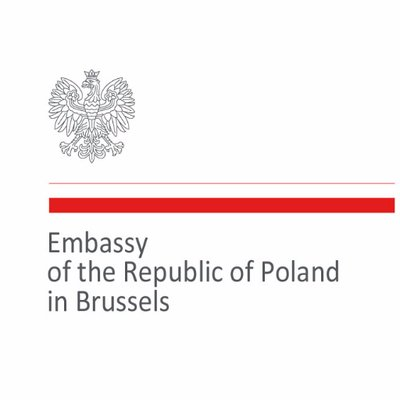 Embassy
of the Republic of Poland
in Brussels